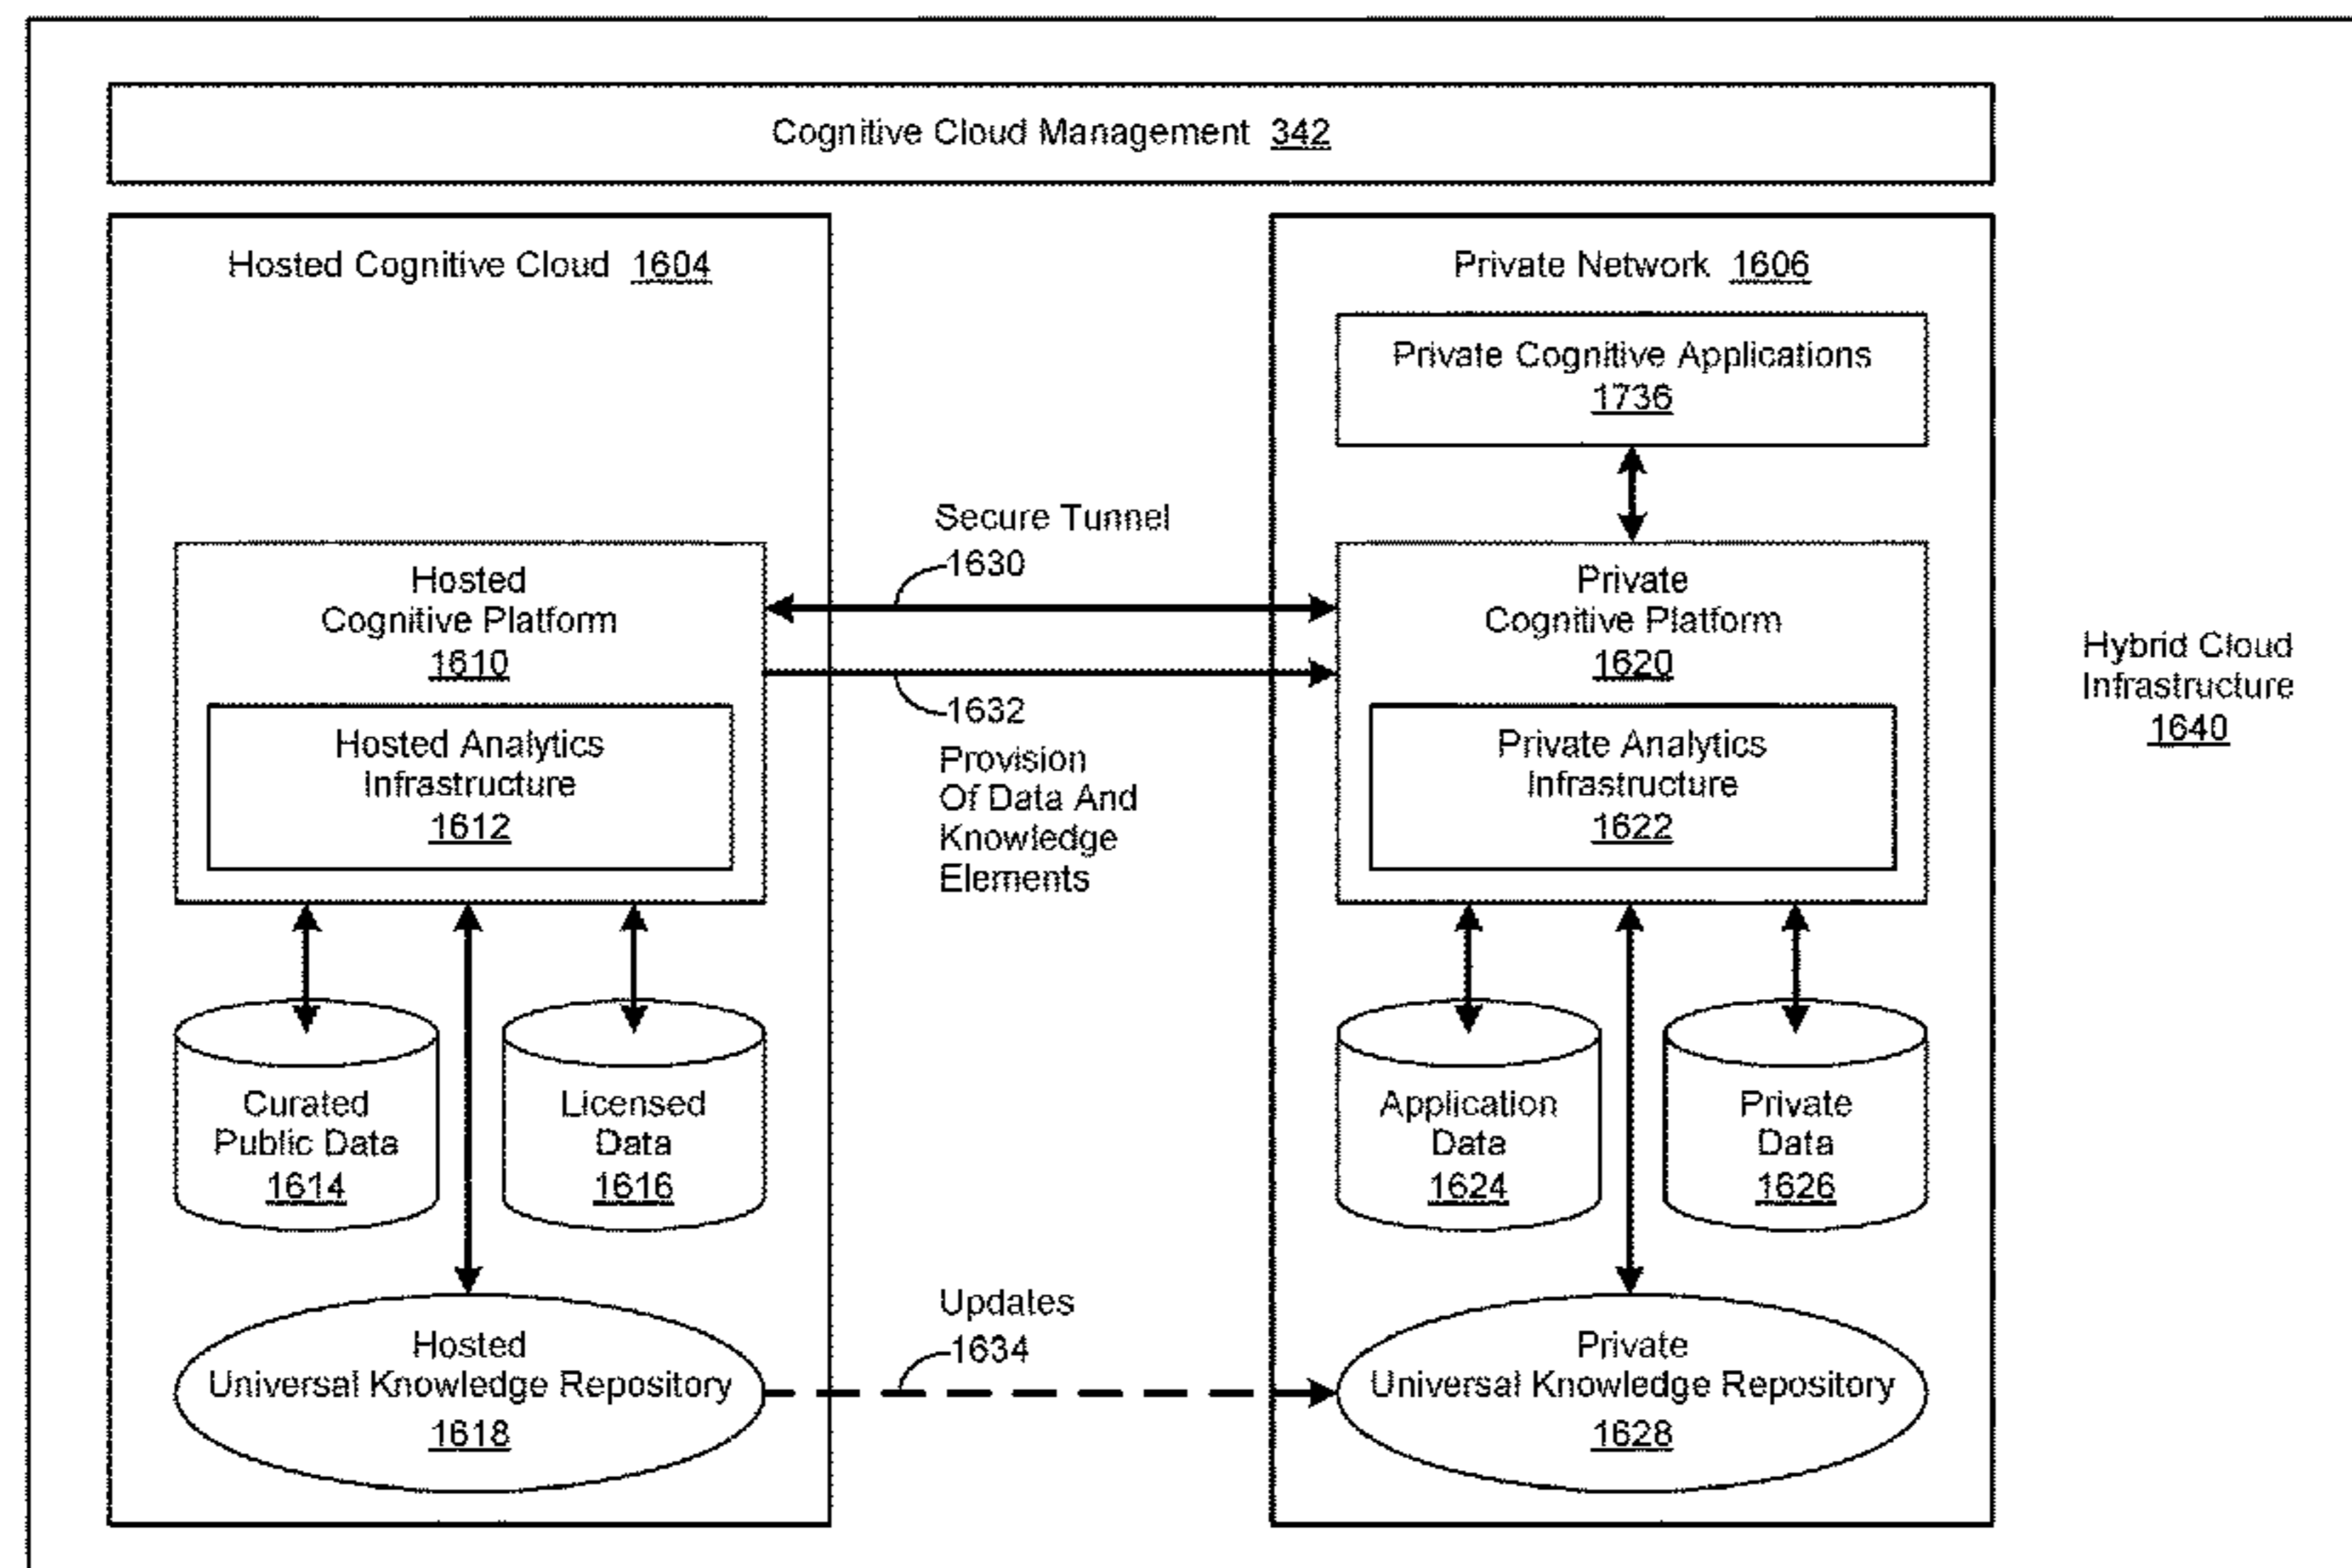 Cognitive Cloud Management 342
Hosted Cognitive Cloud 1604
Hosted
Cognitive Platform
1610
Hosted Analytics
Infrastructure
1612
Curated
Public Data
1614
Licensed
Data
1616
Hosted
Universal Knowledge Repository
1618
Secure Tunnel
1630
1632
Provision
Of Data And
Knowledge
Elements
Updates
1634
Private Network 1606
Private Cognitive Applications
1736
Private
Cognitive Platform
1620
Private Analytics
Infrastructure
1622
Application
Data
1624
Private
Data
1626
Private
Universal Knowledge Repository
1628
Hybrid Cloud
Infrastructure
1640